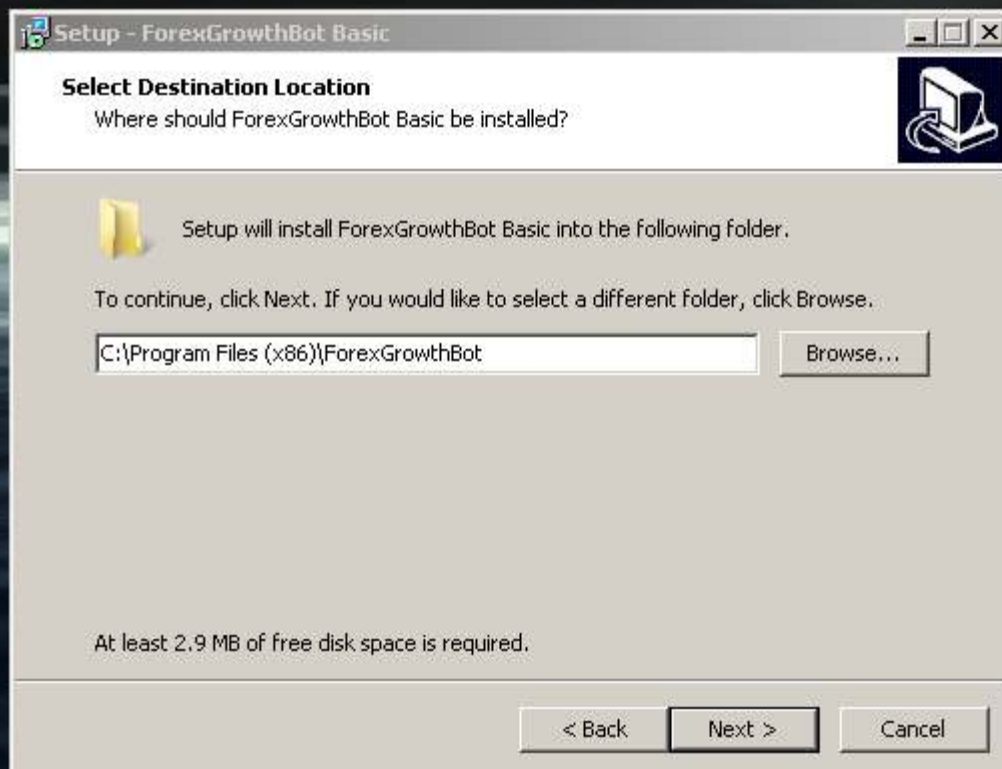 Setup - ForexGrowthBot Basic
Select Destination Location
Where should ForexGrowthBot Basic be installed?
Setup will install ForexGrowthBot Basic into the following folder.
To continue, click Next. If you would like to select a different folder, click Browse.
C:\Program Files (x86)\ForexGrowthBot
Browse...
At least 2.9 MB of free disk space is required.
< Back
Next >
Cancel